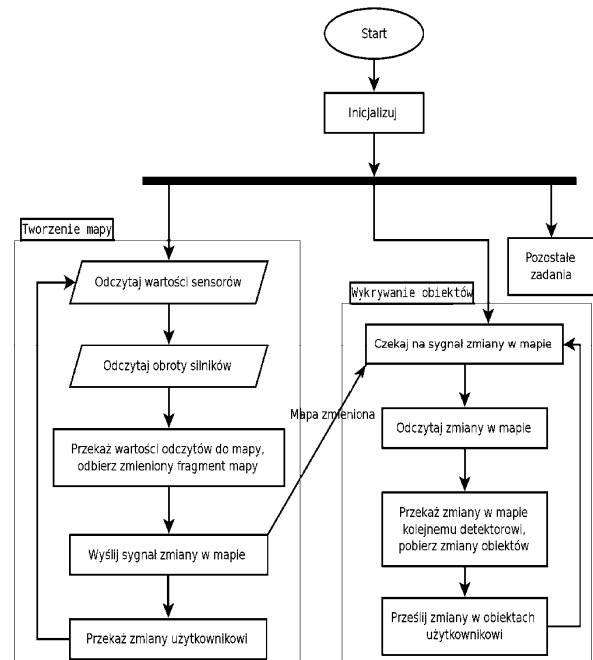 Start
Inicjalizuj
Tworzenie mapy
Odczytaj wartości sensorów
Odczytaj obroty silników
Przekaż wartości odczytów do mapy,
odbierz zmieniony fragment mapy
Wyślij sygnał zmiany w mapie
Przekaż zmiany użytkownikowi
Mapa zmieniona
Pozostałe
zadania
Wykrywanie obiektów
Czekaj na sygnał zmiany w mapie
Odczytaj zmiany w mapie
Przekaż zmiany w mapie
kolejnemu detektorowi,
pobierz zmiany obiektów
Prześlij zmiany w obiektach
użytkownikowi